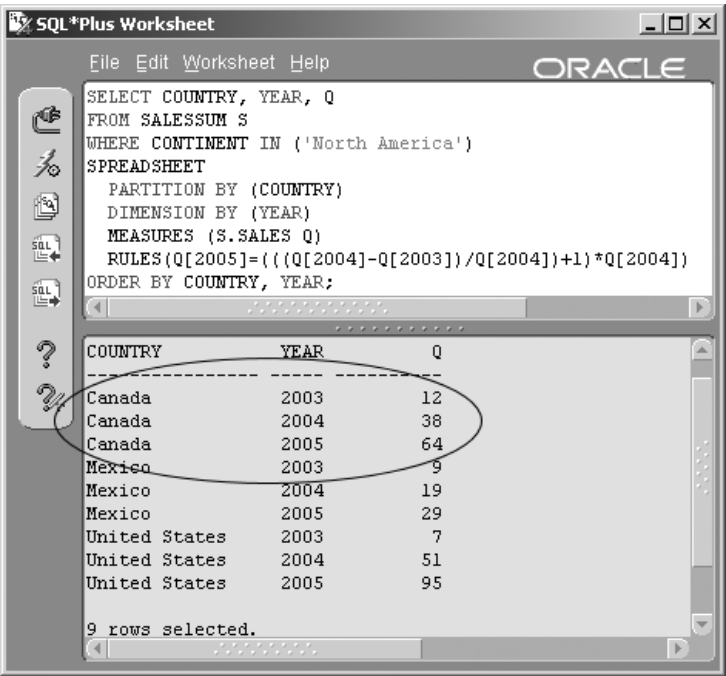 SQL*Plus Worksheet
File Edit Worksheet Help
ORACLE
SELECT COUNTRY, YEAR, Q
FROM SALESSUM S
WHERE CONTINENT IN ('North America')
SPREADSHEET
PARTITION BY (COUNTRY)
DIMENSION BY (YEAR)
MEASURES (S.SALES Q)
RULES(Q[2005]=(((Q[2004]-Q[2003])/Q[2004])+1)*Q[2004])
ORDER BY COUNTRY, YEAR;
SQL
SQL
COUNTRY YEAR Q
----------------- ----- -----------
Canada 2003 12
Canada 2004 38
Canada 2005 64
Mexico 2003 9
Mexico 2004 19
Mexico 2005 29
United States 2003 7
United States 2004 51
United States 2005 95
9 rows selected.